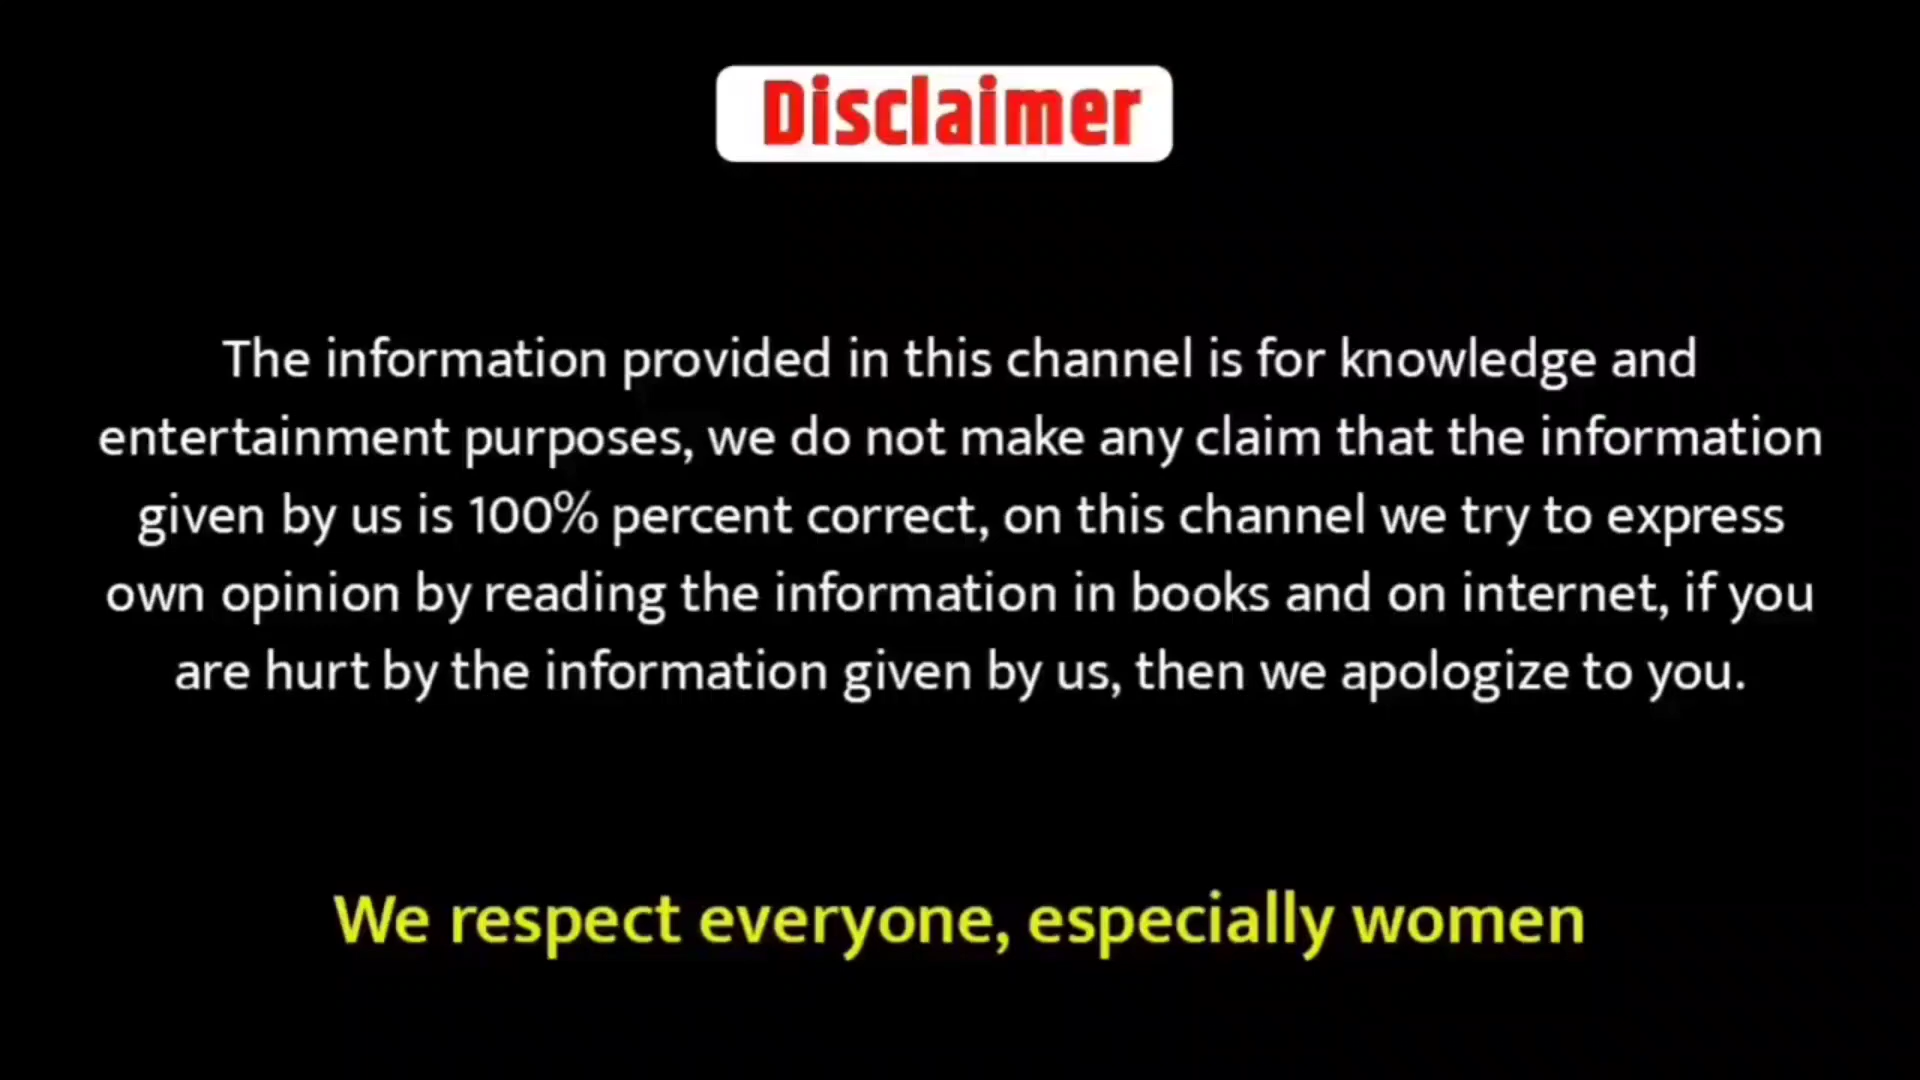 Disclaimer
The information provided in this channel is for knowledge and
entertainment purposes, we do not make any claim that the information
given by us is 100% percent correct, on this channel we try to express
own opinion by reading the information in books and on internet, if you
are hurt by the information given by us, then we apologize to you.
We respect everyone, especially women